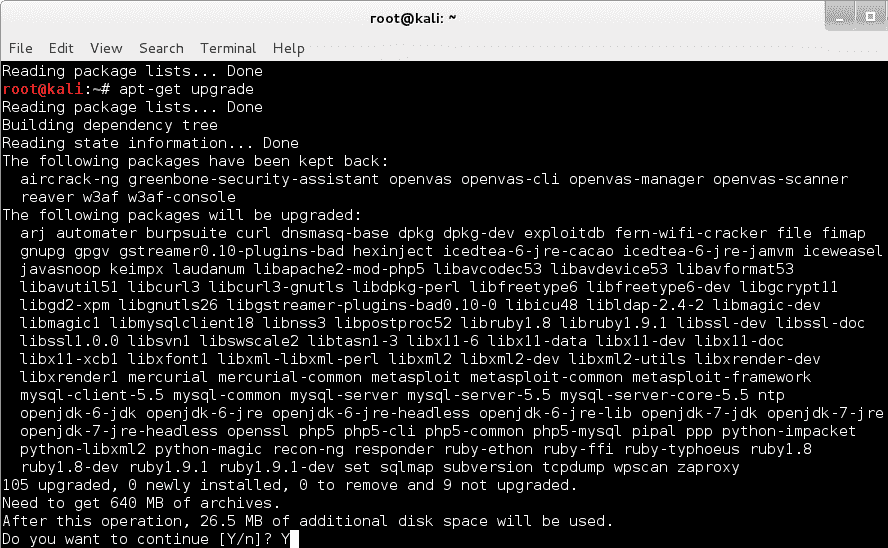 root@kali: ~
File Edit View Search Terminal Help
Reading package lists... Done
root@kali:~# apt-get upgrade
Reading package lists... Done
Building dependency tree
Reading state information... Done
The following packages have been kept back:
  aircrack-ng greenbone-security-assistant openvas openvas-cli openvas-manager openvas-scanner
  reaver w3af w3af-console
The following packages will be upgraded:
  arj automater burpsuite curl dnsmasq-base dpkg dpkg-dev exploitdb fern-wifi-cracker file fimap
  gnupg gpgv gstreamer0.10-plugins-bad hexinject icedtea-6-jre-cacao icedtea-6-jre-jamvm iceweasel
  javasnoop keimpx laudanum libapache2-mod-php5 libavcodec53 libavdevice53 libavformat53
  libavutil51 libcurl3 libcurl3-gnutls libdpkg-perl libfreetype6 libfreetype6-dev libgcrypt11
  libgd2-xpm libgnutls26 libgstreamer-plugins-bad0.10-0 libicu48 libldap-2.4-2 libmagic-dev
  libmagic1 libmysqlclient18 libnss3 libpostproc52 libruby1.8 libruby1.9.1 libssl-dev libssl-doc
  libssl1.0.0 libsvn1 libswscale2 libtasn1-3 libx11-6 libx11-data libx11-dev libx11-doc
  libx11-xcb1 libxfont1 libxml-libxml-perl libxml2 libxml2-dev libxml2-utils libxrender-dev
  libxrender1 mercurial mercurial-common metasploit metasploit-common metasploit-framework
  mysql-client-5.5 mysql-common mysql-server mysql-server-5.5 mysql-server-core-5.5 ntp
  openjdk-6-jdk openjdk-6-jre openjdk-6-jre-headless openjdk-6-jre-lib openjdk-7-jdk openjdk-7-jre
  openjdk-7-jre-headless openssl php5 php5-cli php5-common php5-mysql pipal ppp python-impacket
  python-libxml2 python-magic recon-ng responder ruby-ethon ruby-ffi ruby-typhoeus ruby1.8
  ruby1.8-dev ruby1.9.1 ruby1.9.1-dev set sqlmap subversion tcpdump wpscan zaproxy
105 upgraded, 0 newly installed, 0 to remove and 9 not upgraded.
Need to get 640 MB of archives.
After this operation, 26.5 MB of additional disk space will be used.
Do you want to continue [Y/n]? Y